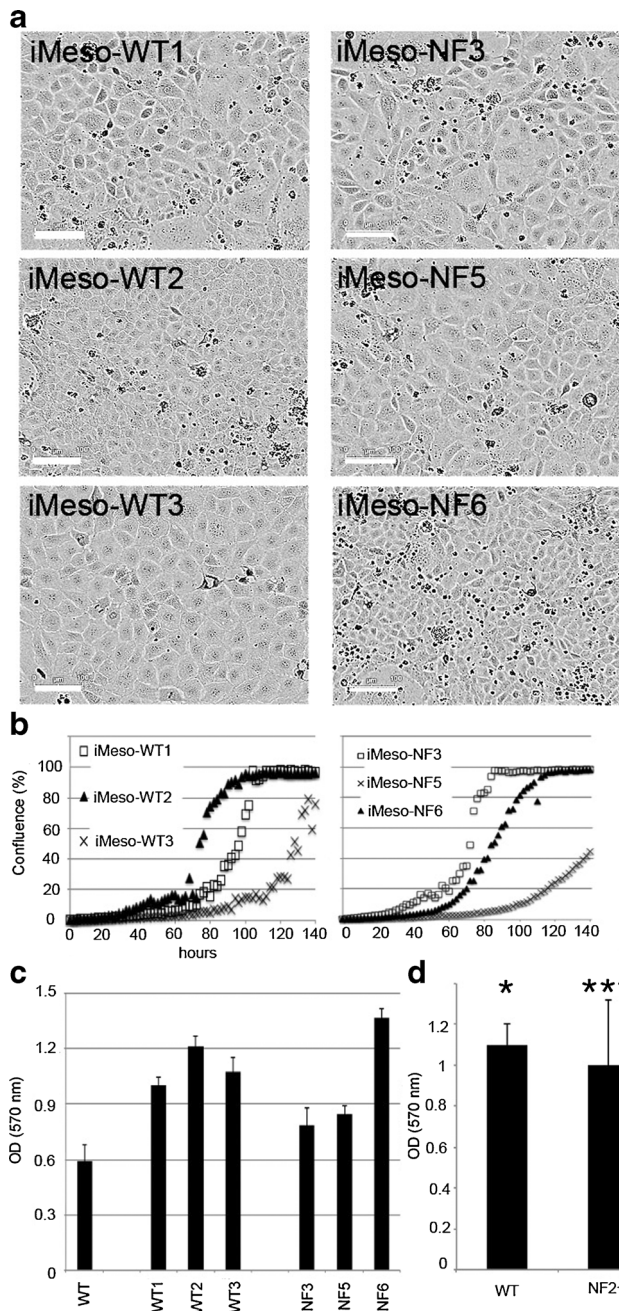 a
iMeso-WT1
iMeso-NF3
iMeso-WT2
iMeso-NF5
iMeso-WT3
iMeso-NF6
0 µm 100
b
Confluence (%)
100
80
60
40
20
0
iMeso-WT1
iMeso-WT2
iMeso-WT3
0 20 40 60 80 100 120 140
hours
iMeso-NF3
iMeso-NF5
iMeso-NF6
0 20 40 60 80 100 120 140
c
OD (570 nm)
1.5
1.2
0.9
0.6
0.3
0
WT
WT1
WT2
WT3
NF3
NF5
NF6
d
* ***
OD (570 nm)
1.2
1
0.8
0.6
0.4
0.2
0
WT
NF2-